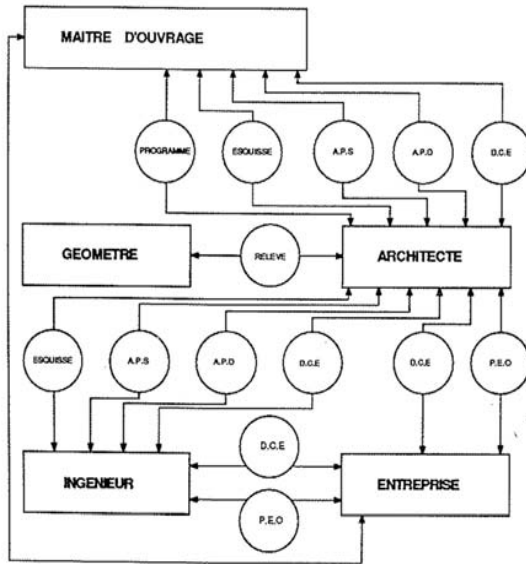 MAITRE D'OUVRAGE
PROGRAMME
ESQUISSE
A.P.S
A.P.D
D.C.E
GEOMETRE
RELEVE
ARCHITECTE
ESQUISSE
A.P.S
A.P.D
D.C.E
D.C.E
P.E.O
D.C.E
INGENIEUR
ENTREPRISE
P.E.O